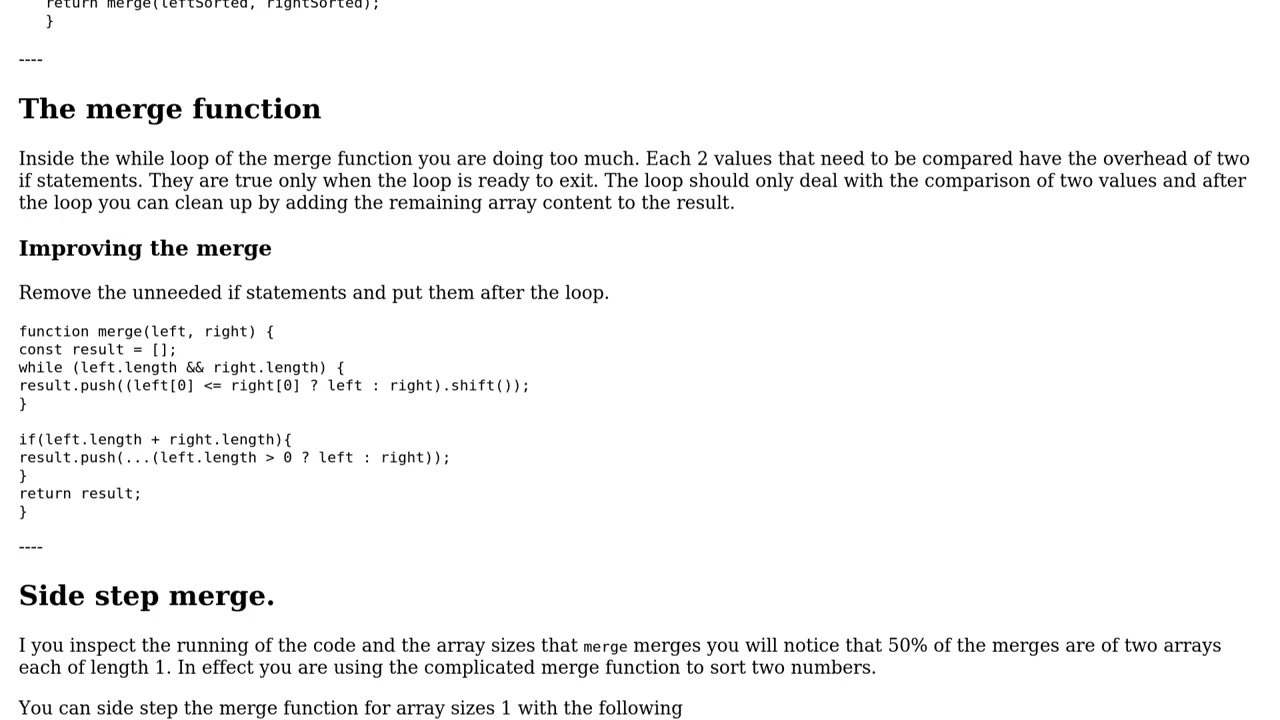 return merge(leftSorted, rightSorted);
}
----
The merge function
Inside the while loop of the merge function you are doing too much. Each 2 values that need to be compared have the overhead of two
if statements. They are true only when the loop is ready to exit. The loop should only deal with the comparison of two values and after
the loop you can clean up by adding the remaining array content to the result.
Improving the merge
Remove the unneeded if statements and put them after the loop.
function merge(left, right) {
const result = [];
while (left.length && right.length) {
result.push((left[0] <= right[0] ? left : right).shift());
}
if(left.length + right.length){
result.push(...(left.length > 0 ? left : right));
}
return result;
}
----
Side step merge.
I you inspect the running of the code and the array sizes that merge merges you will notice that 50% of the merges are of two arrays
each of length 1. In effect you are using the complicated merge function to sort two numbers.
You can side step the merge function for array sizes 1 with the following